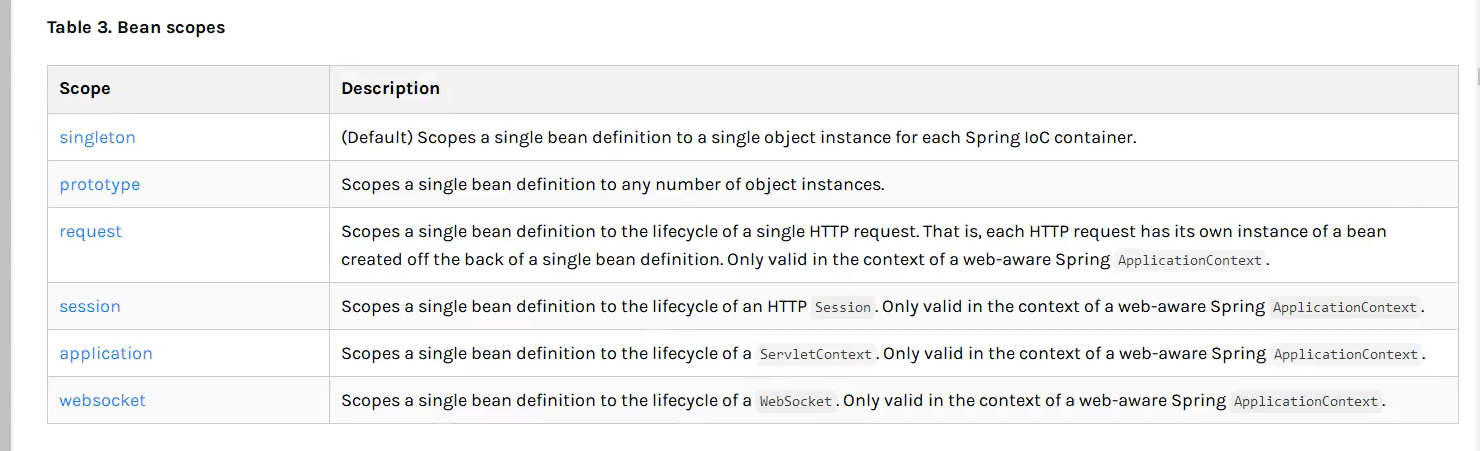 Table 3. Bean scopes
Scope Description
singleton (Default) Scopes a single bean definition to a single object instance for each Spring IoC container.
prototype Scopes a single bean definition to any number of object instances.
request Scopes a single bean definition to the lifecycle of a single HTTP request. That is, each HTTP request has its own instance of a bean
created off the back of a single bean definition. Only valid in the context of a web-aware Spring ApplicationContext.
session Scopes a single bean definition to the lifecycle of an HTTP Session. Only valid in the context of a web-aware Spring ApplicationContext.
application Scopes a single bean definition to the lifecycle of a ServletContext. Only valid in the context of a web-aware Spring ApplicationContext.
websocket Scopes a single bean definition to the lifecycle of a WebSocket. Only valid in the context of a web-aware Spring ApplicationContext.